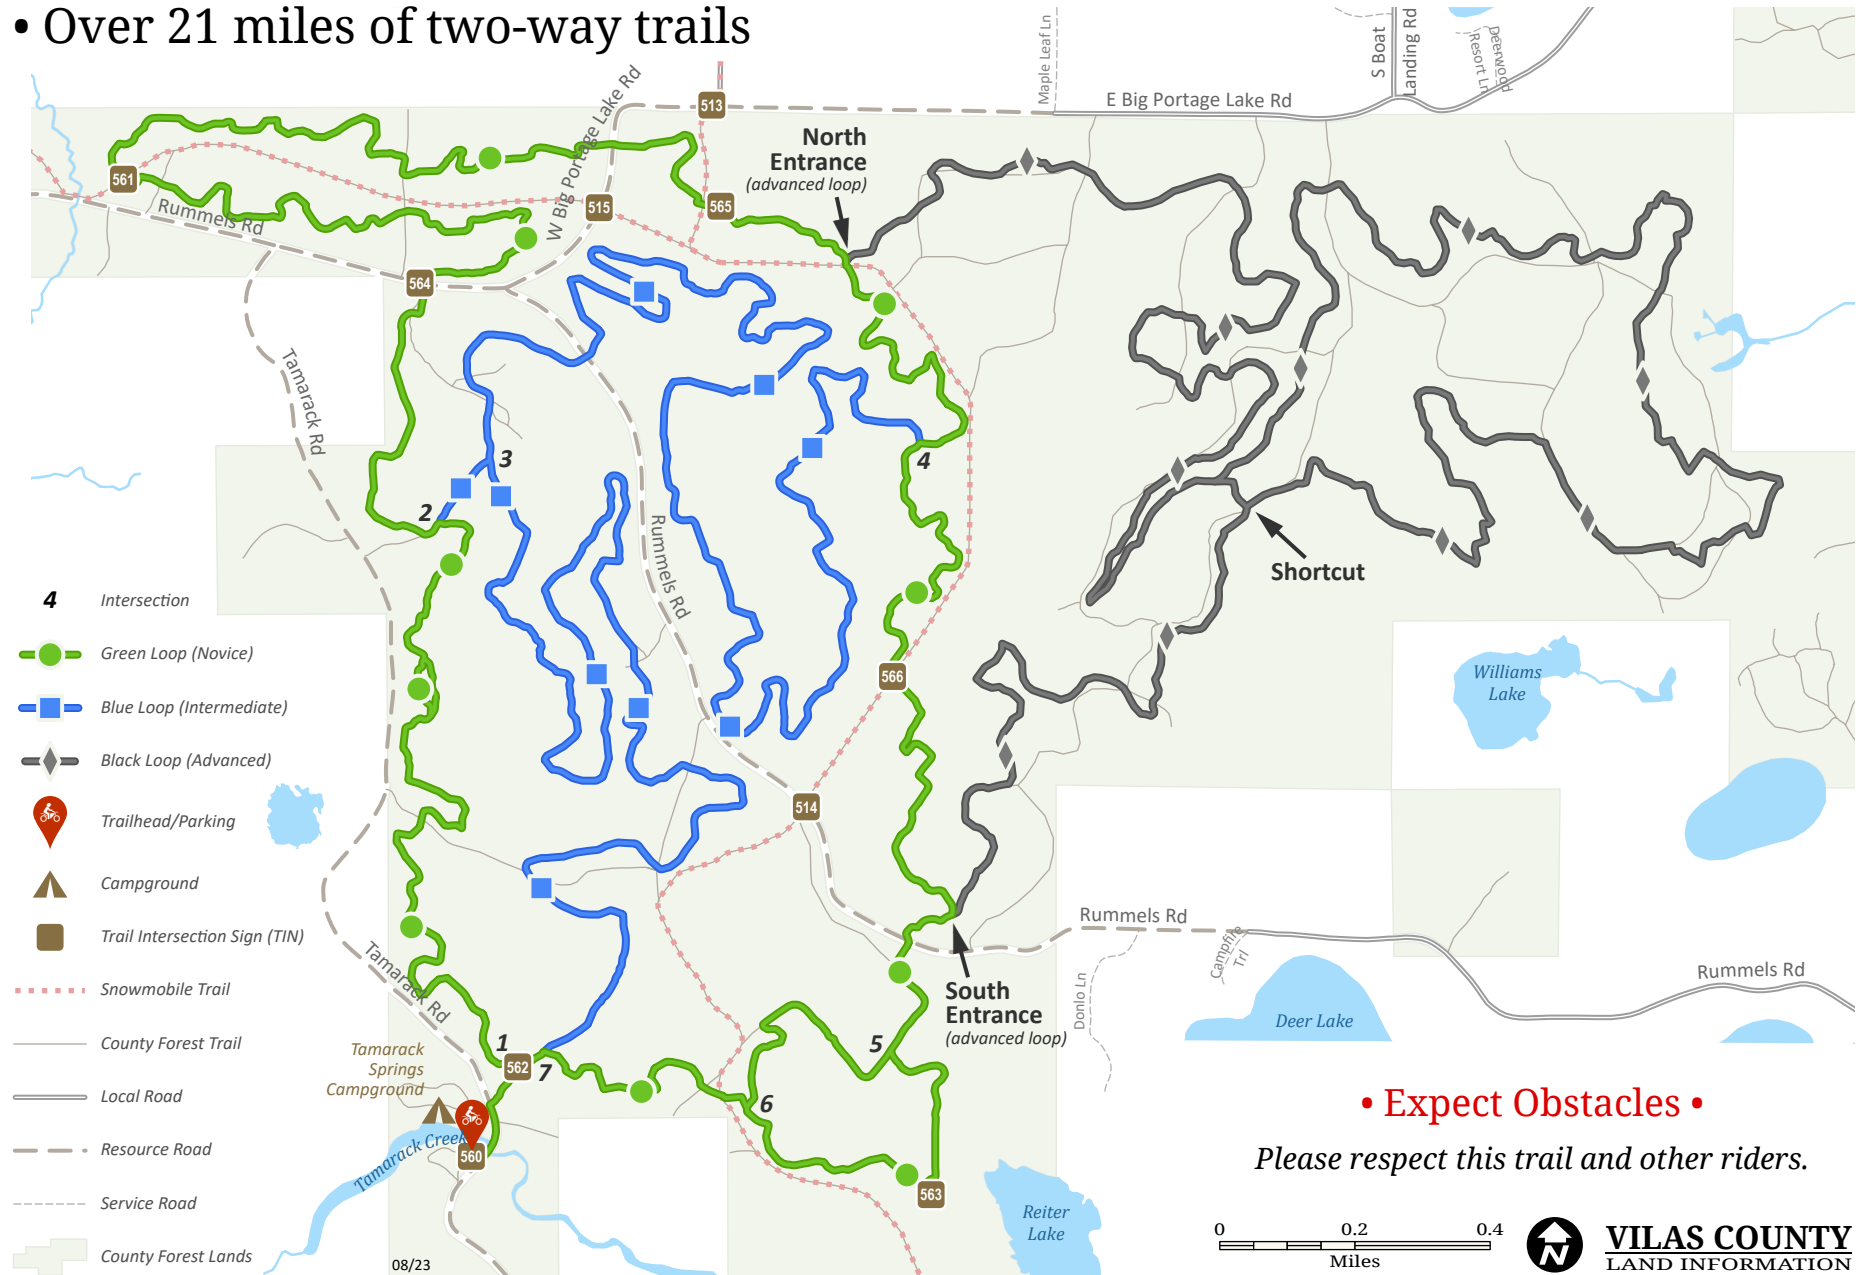 • Over 21 miles of two-way trails
Maple Leaf Ln
S Boat
Landing Rd
Deerwood
Resort Ln
E Big Portage Lake Rd
W Big Portage Lake Rd
513
North
Entrance
(advanced loop)
561
515
565
Rummels Rd
564
Tamarack Rd
3
4
2
Rummels Rd
Shortcut
4 Intersection
Green Loop (Novice)
Blue Loop (Intermediate)
Black Loop (Advanced)
Trailhead/Parking
Campground
Trail Intersection Sign (TIN)
Snowmobile Trail
County Forest Trail
Local Road
Resource Road
Service Road
County Forest Lands
566
Williams
Lake
514
Rummels Rd
Campfire
Trl
Donlo Ln
Rummels Rd
Tamarack Rd
South
Entrance
(advanced loop)
Deer Lake
1
5
562
7
6
Tamarack
Springs
Campground
Tamarack Creek
560
563
Reiter
Lake
• Expect Obstacles •
Please respect this trail and other riders.
0 0.2 0.4
Miles
N
VILAS COUNTY
LAND INFORMATION
08/23